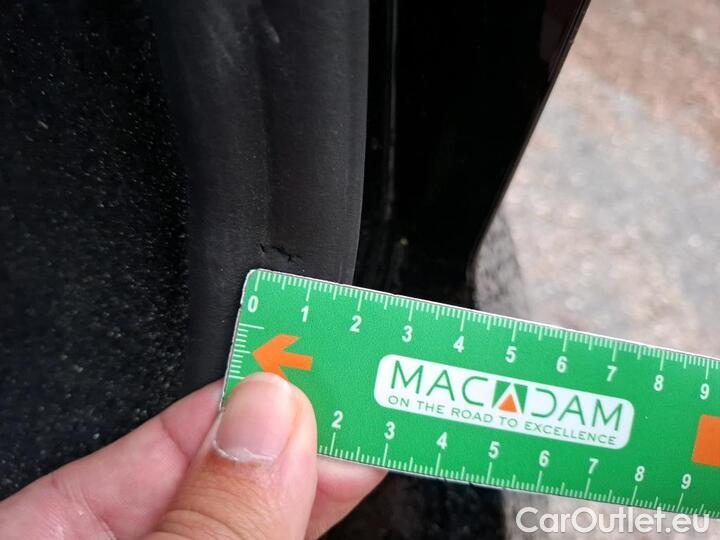 0 1 2 3 4 5 6 7 8 9
MACADAM
ON THE ROAD TO EXCELLENCE
2 3 4 5 6 7 8 9
CarOutlet.eu